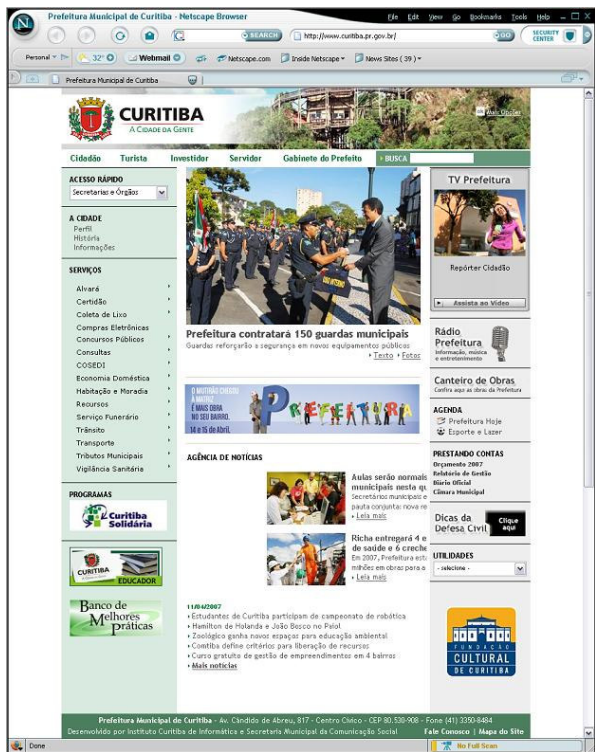 Prefeitura Municipal de Curitiba - Netscape Browser
File Edit View Go Bookmarks Tools Help
SEARCH
http://www.curitiba.pr.gov.br/
GO
SECURITY CENTER
Personal
32°
Webmail
Netscape.com
Inside Netscape
News Sites ( 39 )
Prefeitura Municipal de Curitiba
CURITIBA
A CIDADE DA GENTE
Mais Opções
Cidadão Turista Investidor Servidor Gabinete do Prefeito BUSCA
ACESSO RÁPIDO
Secretarias e Órgãos
A CIDADE
Perfil
História
Informações
SERVIÇOS
Alvará
Certidão
Coleta de Lixo
Compras Eletrônicas
Concursos Públicos
Consultas
COSEDI
Economia Doméstica
Habitação e Moradia
Recursos
Serviço Funerário
Trânsito
Transporte
Tributos Municipais
Vigilância Sanitária
PROGRAMAS
Curitiba
Solidária
CURITIBA
EDUCADOR
Banco de
Melhores
Práticas
Prefeitura contratará 150 guardas municipais
Guardas reforçarão a segurança em novos equipamentos públicos
Texto Fotos
O MUTIRÃO CHEGOU
À MATRIZ
É MAIS OBRA
NO SEU BAIRRO.
14 e 15 de Abril.
PREFEITURA
AGÊNCIA DE NOTÍCIAS
Aulas serão normais
municipais nesta qu
Secretários municipais e
pauta conjunta: nova re
Leia mais
Richa entregará 4 e
de saúde e 6 creche
Em 2007, Prefeitura esta
milhões em obras para a
Leia mais
11/04/2007
Estudantes de Curitiba participam de campeonato de robótica
Hamilton de Holanda e João Bosco no Paiol
Zoológico ganha novos espaços para educação ambiental
Comtiba define critérios para liberação de recursos
Curso gratuito de gestão de empreendimentos em 4 bairros
Mais notícias
TV Prefeitura
Repórter Cidadão
Assista ao Vídeo
Rádio
Prefeitura
Informação, música
e entretenimento
Canteiro de Obras
Confira aqui as obras da Prefeitura
AGENDA
Prefeitura Hoje
Esporte e Lazer
PRESTANDO CONTAS
Orçamento 2007
Relatório de Gestão
Diário Oficial
Câmara Municipal
Dicas da
Defesa Civil
Clique
aqui
UTILIDADES
- selecione -
FUNDAÇÃO
CULTURAL
DE CURITIBA
Prefeitura Municipal de Curitiba - Av. Cândido de Abreu, 817 - Centro Cívico - CEP 80.530-908 - Fone (41) 3350-8484
Desenvolvido por Instituto Curitiba de Informática e Secretaria Municipal da Comunicação Social Fale Conosco | Mapa do Site
Done
No Full Scan